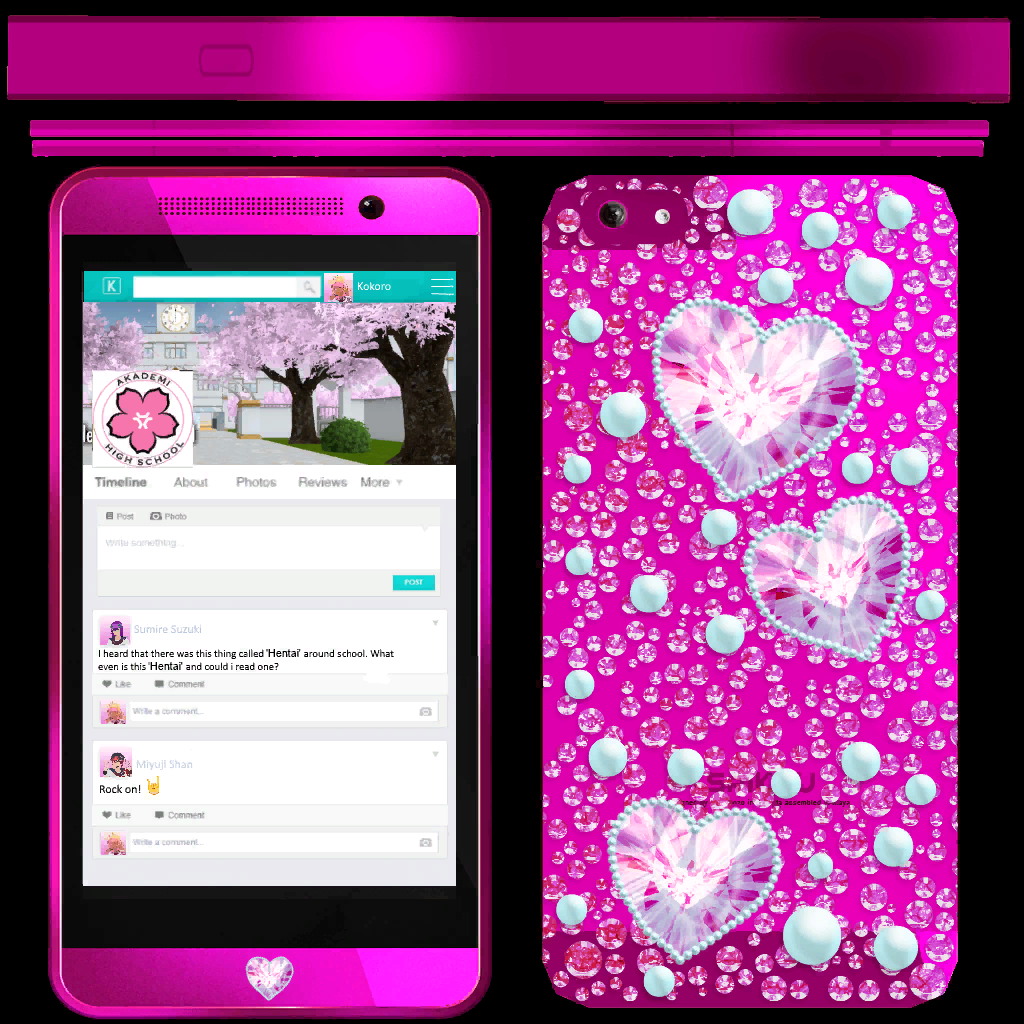 K
Kokoro
AKADEMI
HIGH SCHOOL
Timeline About Photos Reviews More
Post Photo
Write something...
POST
Sumire Suzuki
I heard that there was this thing called 'Hentai' around school. What
even is this 'Hentai' and could i read one?
Like Comment
Write a comment...
Miyuji Shan
Rock on! 🤘
Like Comment
Write a comment...
assembled